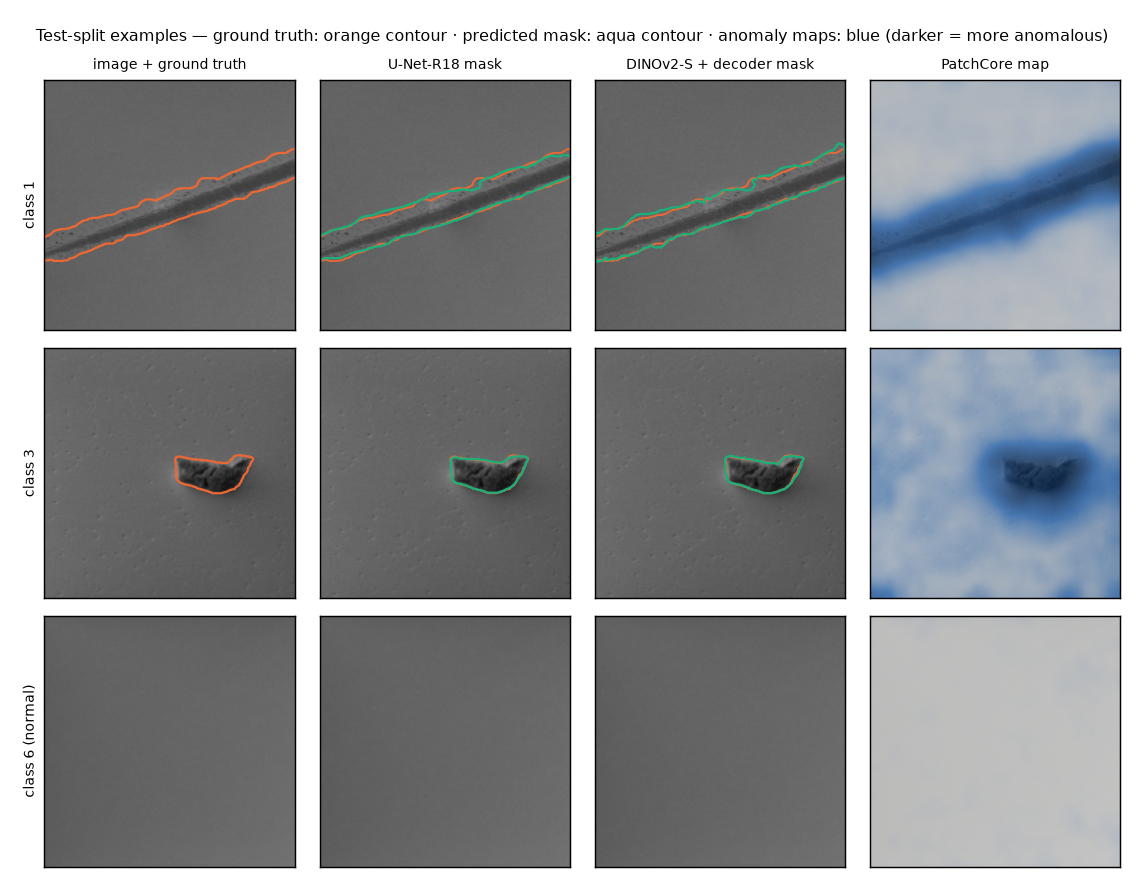 Test-split examples — ground truth: orange contour · predicted mask: aqua contour · anomaly maps: blue (darker = more anomalous)
image + ground truth
U-Net-R18 mask
DINOv2-S + decoder mask
PatchCore map
class 1
class 3
class 6 (normal)